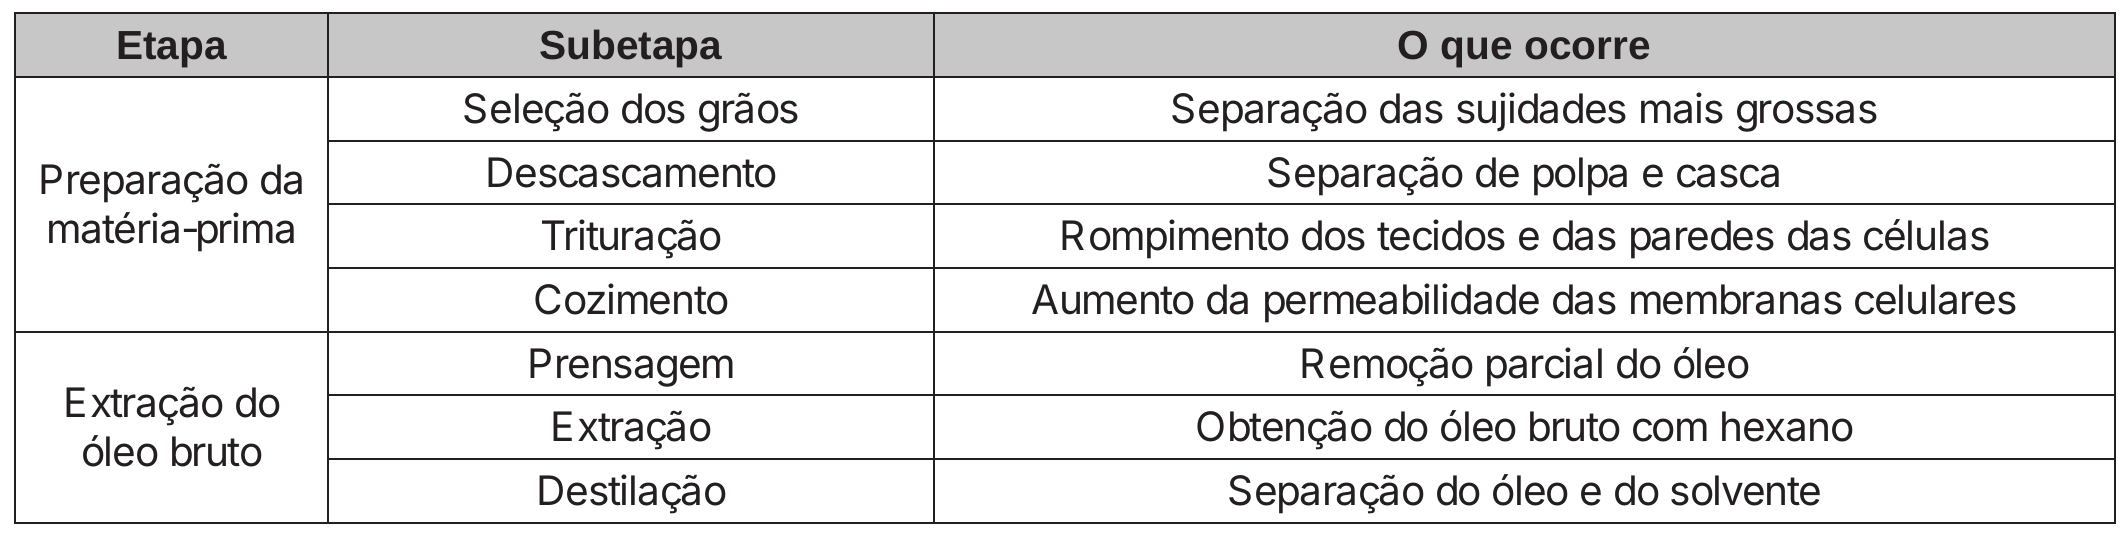 Etapa Subetapa O que ocorre
Preparação da
matéria-prima
Seleção dos grãos Separação das sujidades mais grossas
Descascamento Separação de polpa e casca
Trituração Rompimento dos tecidos e das paredes das células
Cozimento Aumento da permeabilidade das membranas celulares
Extração do
óleo bruto
Prensagem Remoção parcial do óleo
Extração Obtenção do óleo bruto com hexano
Destilação Separação do óleo e do solvente